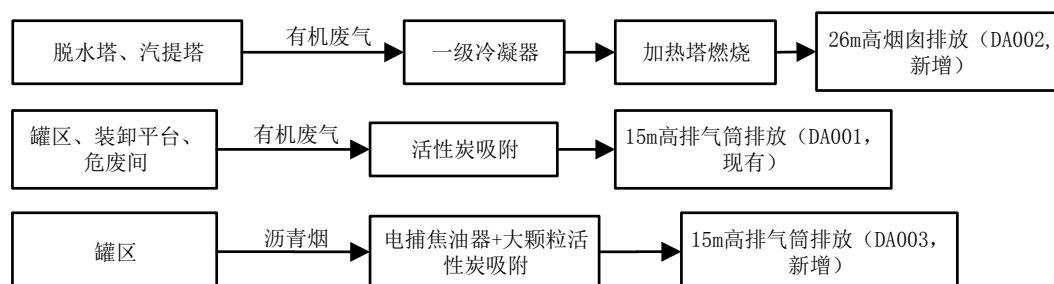 有机废气
脱水塔、汽提塔
一级冷凝器
加热塔燃烧
26m高烟囱排放（DA002,
新增）
罐区、装卸平台、
危废间
有机废气
活性炭吸附
15m高排气筒排放（DA001，
现有）
罐区
沥青烟
电捕焦油器+大颗粒活
性炭吸附
15m高排气筒排放（DA003，
新增）